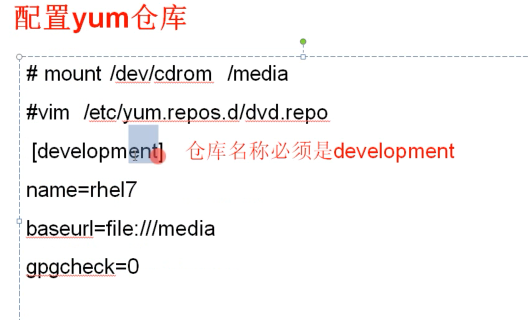 配置yum仓库
# mount /dev/cdrom /media
#vim /etc/yum.repos.d/dvd.repo
[development] 仓库名称必须是development
name=rhel7
baseurl=file:///media
gpgcheck=0